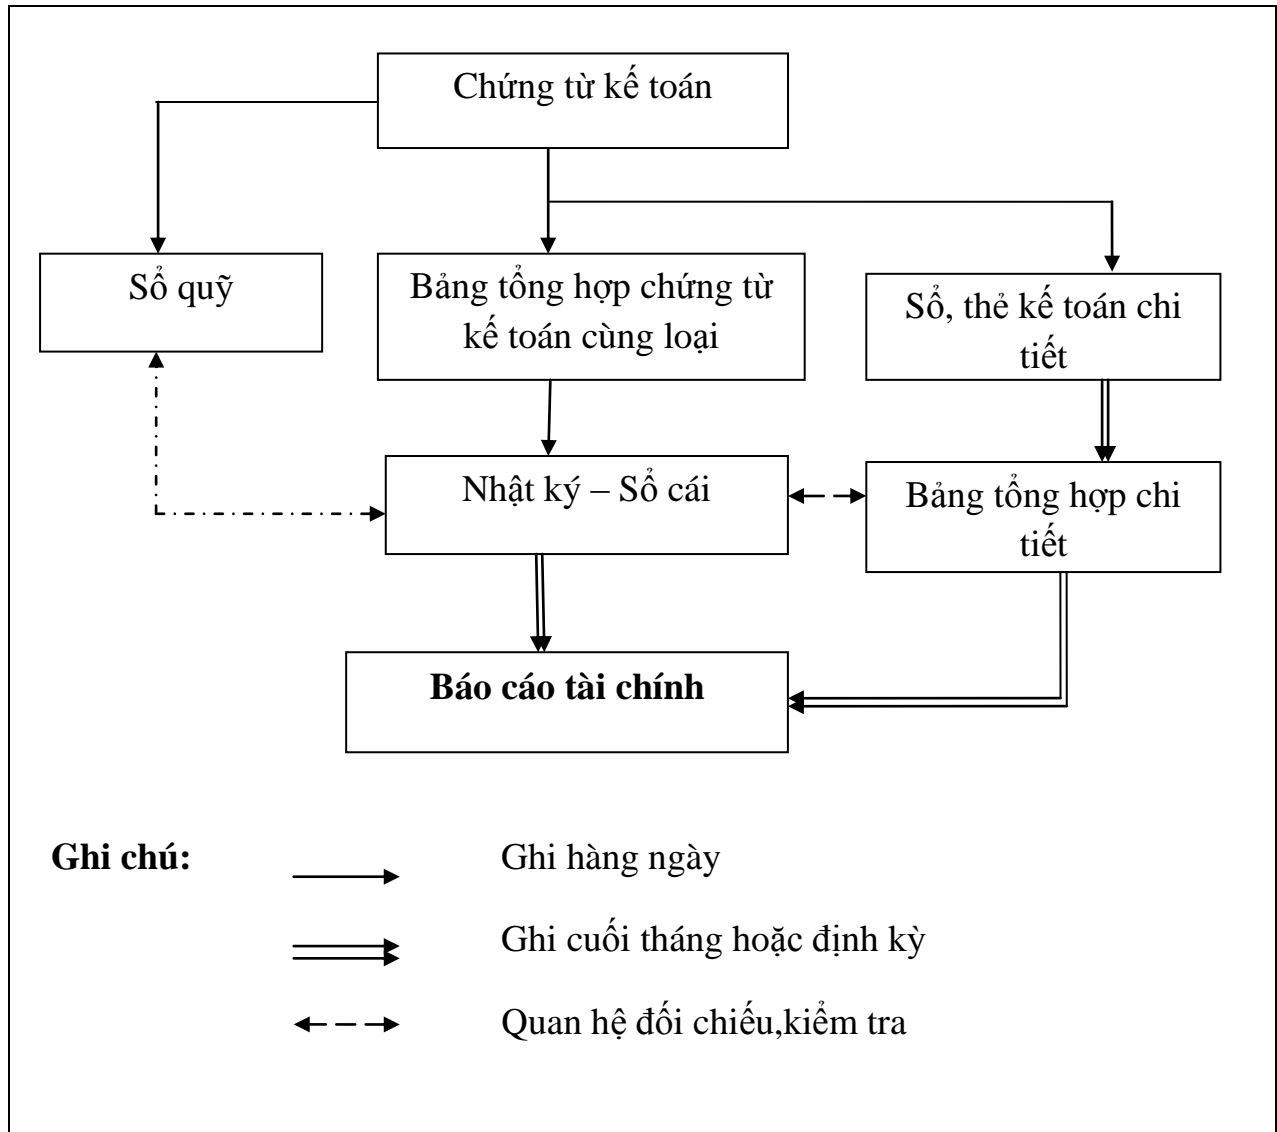 Chứng từ kế toán
Sổ quỹ
Bảng tổng hợp chứng từ
kế toán cùng loại
Sổ, thẻ kế toán chi
tiết
Nhật ký – Sổ cái
Bảng tổng hợp chi
tiết
Báo cáo tài chính
Ghi chú:
Ghi hàng ngày
Ghi cuối tháng hoặc định kỳ
Quan hệ đối chiếu,kiểm tra